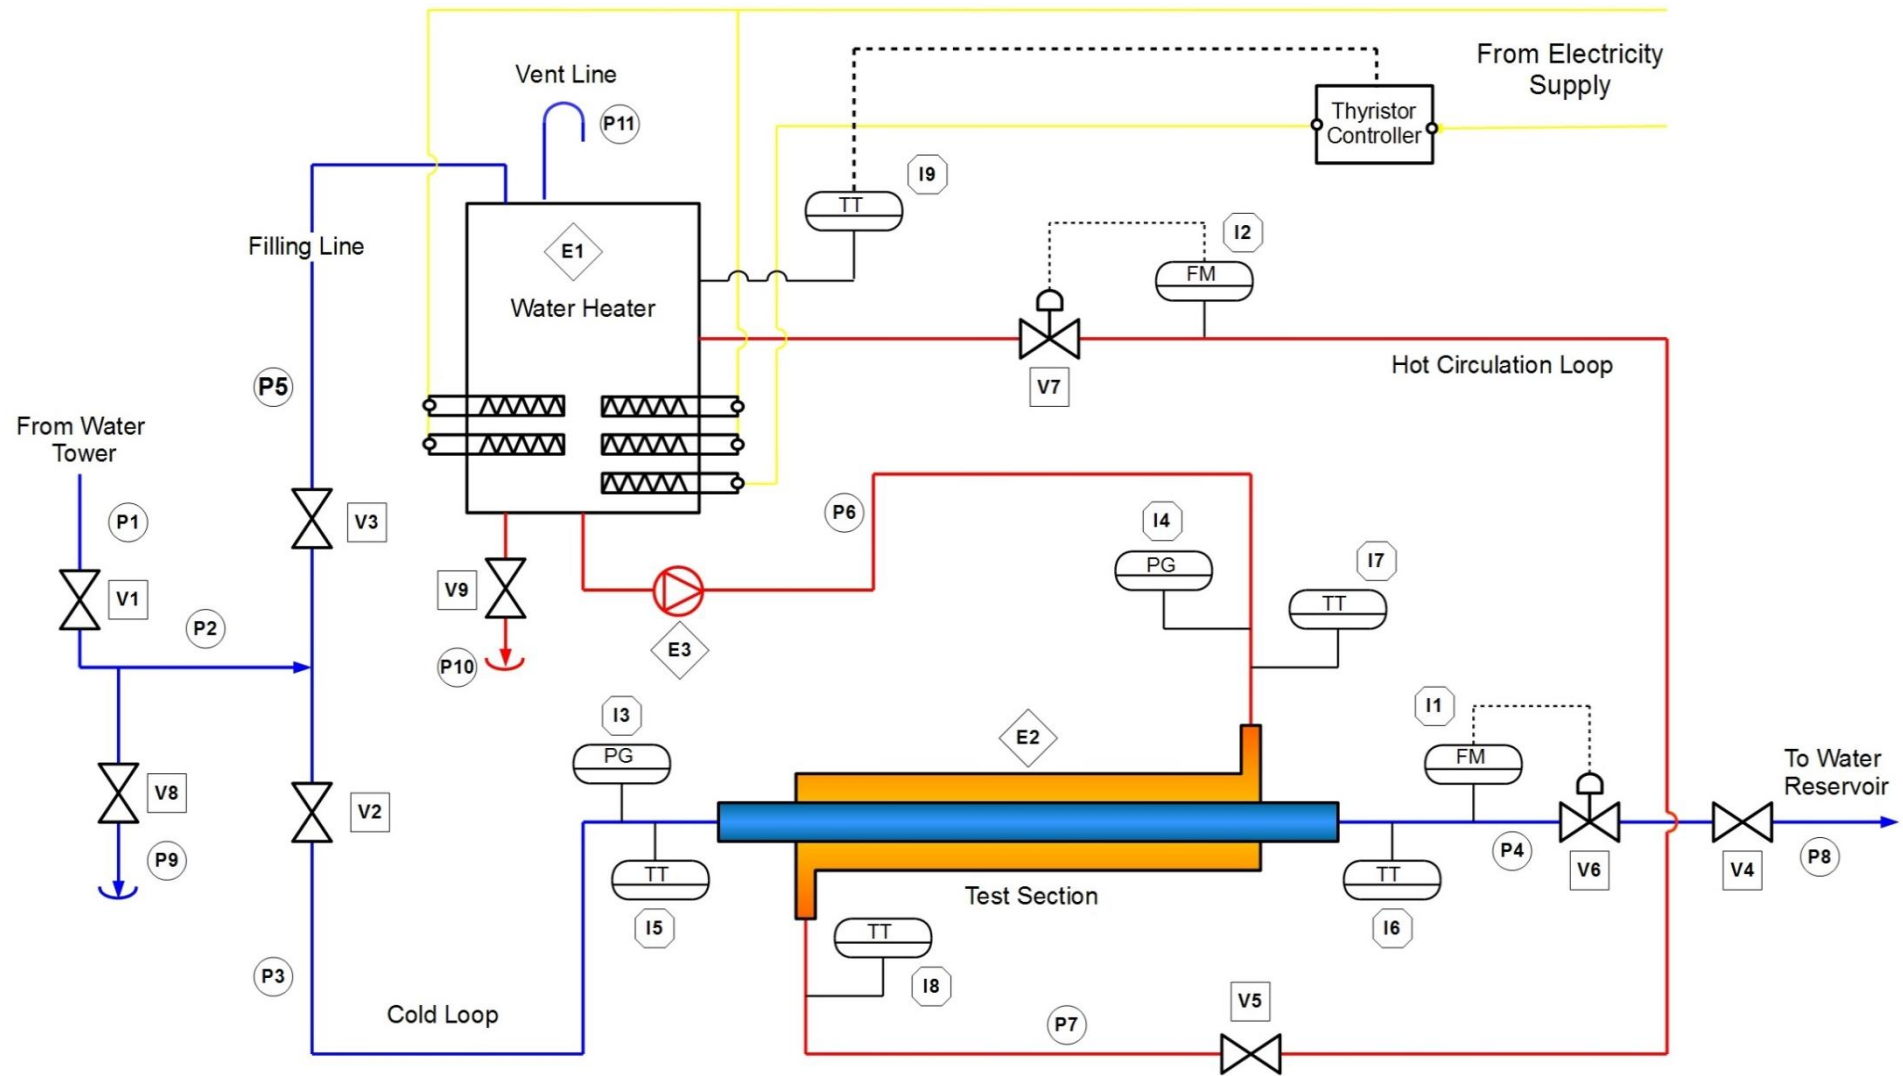 From Electricity
Supply
Vent Line
P11
Thyristor
Controller
I9
TT
I2
Filling Line
E1
FM
Water Heater
Hot Circulation Loop
P5
V7
From Water
Tower
P1
V3
P6
I4
I7
PG
V9
TT
V1
P2
E3
P10
I3
I1
E2
PG
FM
To Water
Reservoir
V8
V2
P9
P4
V6
V4
P8
TT
TT
Test Section
I5
I6
TT
P3
I8
V5
Cold Loop
P7